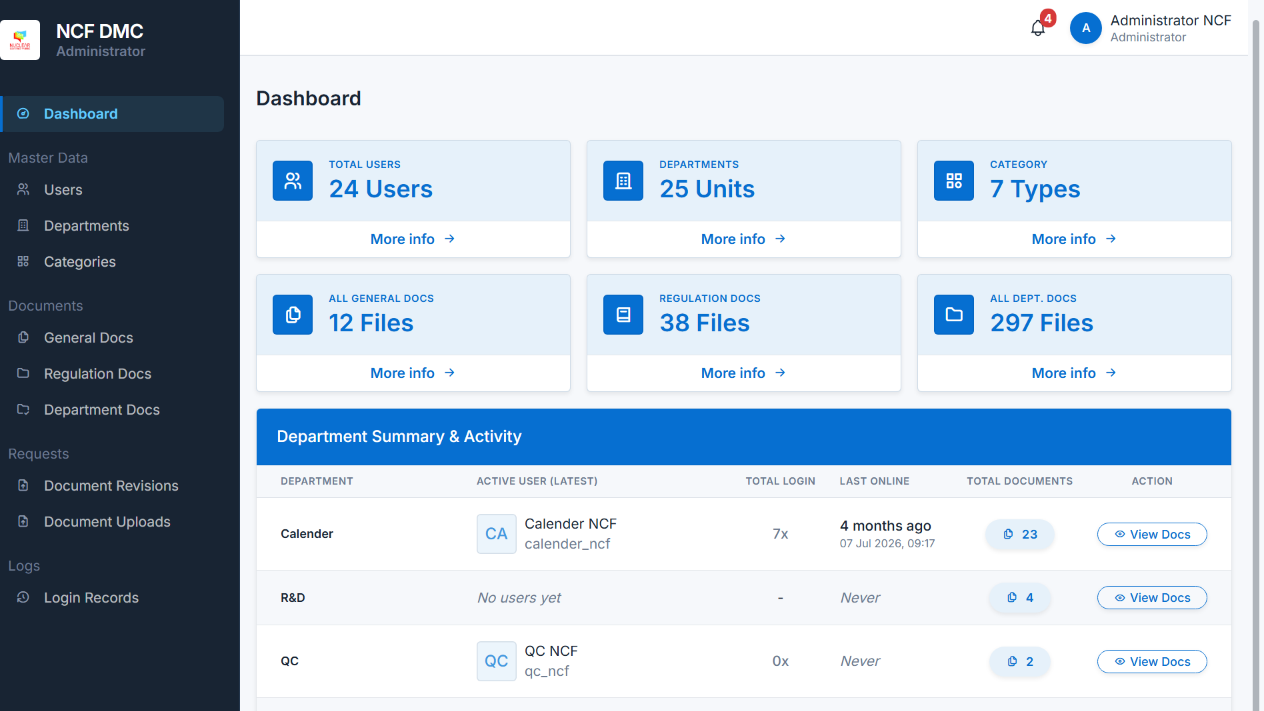 NCF DMC
Administrator
Dashboard
Master Data
Users
Departments
Categories
Documents
General Docs
Regulation Docs
Department Docs
Requests
Document Revisions
Document Uploads
Logs
Login Records
4
A
Administrator NCF
Administrator
Dashboard
TOTAL USERS
24 Users
More info
DEPARTMENTS
25 Units
More info
CATEGORY
7 Types
More info
ALL GENERAL DOCS
12 Files
More info
REGULATION DOCS
38 Files
More info
ALL DEPT. DOCS
297 Files
More info
Department Summary & Activity
DEPARTMENT ACTIVE USER (LATEST) TOTAL LOGIN LAST ONLINE TOTAL DOCUMENTS ACTION
Calender CA Calender NCF 7x 4 months ago 23 View Docs
calender_ncf 07 Jul 2026, 09:17
R&D No users yet - Never 4 View Docs
QC QC QC NCF 0x Never 2 View Docs
qc_ncf